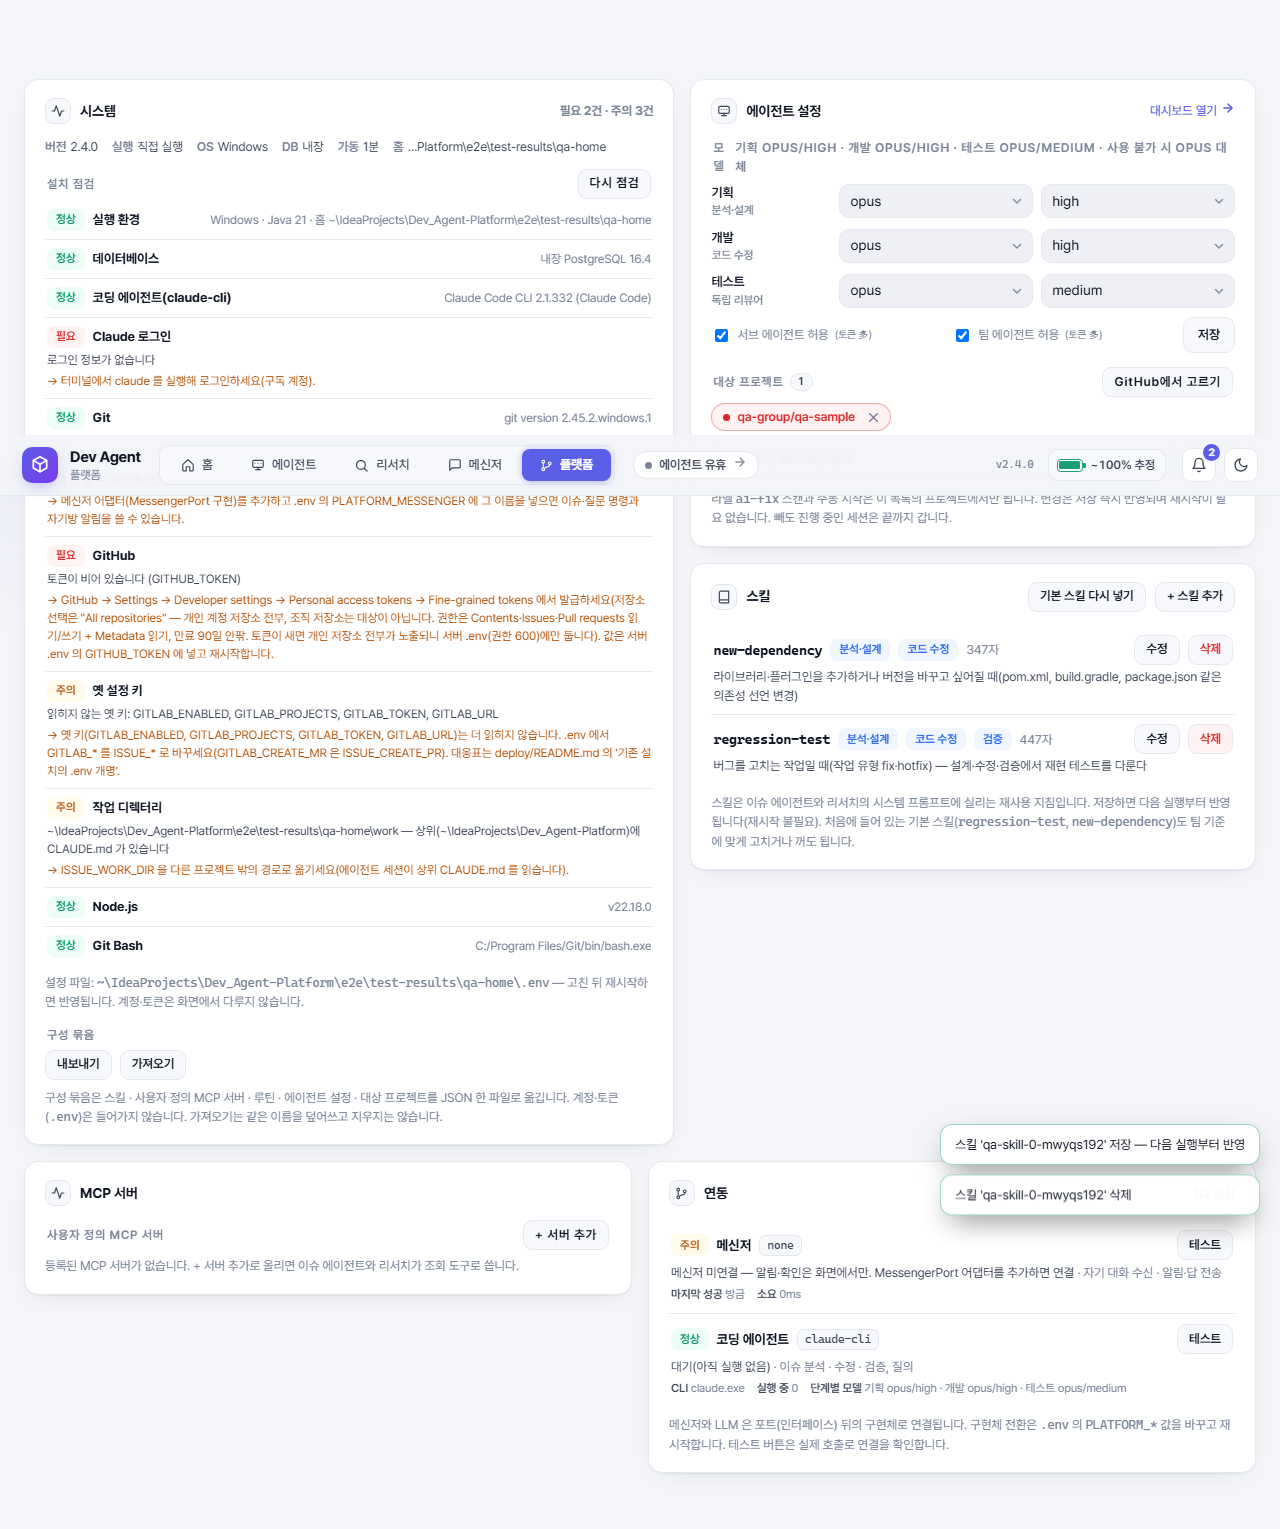 시스템
필요 2건 · 주의 3건
버전 2.4.0 실행 직접 실행 OS Windows DB 내장 가동 1분 홈 ...Platform\e2e\test-results\qa-home
설치 점검
다시 점검
정상 실행 환경 Windows · Java 21 · 홈 ~\IdeaProjects\Dev_Agent-Platform\e2e\test-results\qa-home
정상 데이터베이스 내장 PostgreSQL 16.4
정상 코딩 에이전트(claude-cli) Claude Code CLI 2.1.332 (Claude Code)
필요 Claude 로그인
로그인 정보가 없습니다
→ 터미널에서 claude 를 실행해 로그인하세요(구독 계정).
정상 Git git version 2.45.2.windows.1
에이전트 설정
대시보드 열기 →
모델 기획 OPUS/HIGH · 개발 OPUS/HIGH · 테스트 OPUS/MEDIUM · 사용 불가 시 OPUS 대체
기획
분석·설계
opus
high
개발
코드 수정
opus
high
테스트
독립 리뷰어
opus
medium
서브 에이전트 허용 (토큰 多)
팀 에이전트 허용 (토큰 多)
저장
대상 프로젝트 1
GitHub에서 고르기
qa-group/qa-sample
Dev Agent
플랫폼
홈
에이전트
리서치
메신저
플랫폼
에이전트 유휴 →
v2.4.0
~100% 추정
2
→ 메신저 어댑터(MessengerPort 구현)를 추가하고 .env 의 PLATFORM_MESSENGER 에 그 이름을 넣으면 이슈·질문 명령과
자기방 알림을 쓸 수 있습니다.
필요 GitHub
토큰이 비어 있습니다 (GITHUB_TOKEN)
→ GitHub → Settings → Developer settings → Personal access tokens → Fine-grained tokens 에서 발급하세요(저장소
선택은 "All repositories" — 개인 계정 저장소 전부, 조직 저장소는 대상이 아닙니다. 권한은 Contents·Issues·Pull requests 읽
기/쓰기 + Metadata 읽기, 만료 90일 안팎. 토큰이 새면 개인 저장소 전부가 노출되니 서버 .env(권한 600)에만 둡니다). 값은 서버
.env 의 GITHUB_TOKEN 에 넣고 재시작합니다.
주의 옛 설정 키
읽히지 않는 옛 키: GITLAB_ENABLED, GITLAB_PROJECTS, GITLAB_TOKEN, GITLAB_URL
→ 옛 키(GITLAB_ENABLED, GITLAB_PROJECTS, GITLAB_TOKEN, GITLAB_URL)는 더 읽히지 않습니다. .env 에서
GITLAB_* 를 ISSUE_* 로 바꾸세요(GITLAB_CREATE_MR 은 ISSUE_CREATE_PR). 대응표는 deploy/README.md 의 '기존 설
치의 .env 개명'.
주의 작업 디렉터리
~\IdeaProjects\Dev_Agent-Platform\e2e\test-results\qa-home\work — 상위(~\IdeaProjects\Dev_Agent-Platform)에
CLAUDE.md 가 있습니다
→ ISSUE_WORK_DIR 을 다른 프로젝트 밖의 경로로 옮기세요(에이전트 세션이 상위 CLAUDE.md 를 읽습니다).
정상 Node.js v22.18.0
정상 Git Bash C:/Program Files/Git/bin/bash.exe
설정 파일: ~\IdeaProjects\Dev_Agent-Platform\e2e\test-results\qa-home\.env — 고친 뒤 재시작하
면 반영됩니다. 계정·토큰은 화면에서 다루지 않습니다.
구성 묶음
내보내기
가져오기
구성 묶음은 스킬 · 사용자 정의 MCP 서버 · 루틴 · 에이전트 설정 · 대상 프로젝트를 JSON 한 파일로 옮깁니다. 계정·토큰
(.env)은 들어가지 않습니다. 가져오기는 같은 이름을 덮어쓰고 지우지는 않습니다.
라벨 ai-fix 스캔과 수동 시작은 이 목록의 프로젝트에서만 됩니다. 변경은 저장 즉시 반영되며 재시작이 필
요 없습니다. 빼도 진행 중인 세션은 끝까지 갑니다.
스킬
기본 스킬 다시 넣기
+ 스킬 추가
new-dependency 분석·설계 코드 수정 347자
수정
삭제
라이브러리·플러그인을 추가하거나 버전을 바꾸고 싶어질 때(pom.xml, build.gradle, package.json 같은
의존성 선언 변경)
regression-test 분석·설계 코드 수정 검증 447자
수정
삭제
버그를 고치는 작업일 때(작업 유형 fix·hotfix) — 설계·수정·검증에서 재현 테스트를 다룬다
스킬은 이슈 에이전트와 리서치의 시스템 프롬프트에 실리는 재사용 지침입니다. 저장하면 다음 실행부터 반영
됩니다(재시작 불필요). 처음에 들어 있는 기본 스킬(regression-test, new-dependency)도 팀 기준
에 맞게 고치거나 꺼도 됩니다.
스킬 'qa-skill-0-mwyqs192' 저장 — 다음 실행부터 반영
스킬 'qa-skill-0-mwyqs192' 삭제
MCP 서버
사용자 정의 MCP 서버
+ 서버 추가
등록된 MCP 서버가 없습니다. + 서버 추가로 올리면 이슈 에이전트와 리서치가 조회 도구로 씁니다.
연동
주의 메신저 none
테스트
메신저 미연결 — 알림·확인은 화면에서만. MessengerPort 어댑터를 추가하면 연결 · 자기 대화 수신 · 알림·답 전송
마지막 성공 방금 소요 0ms
정상 코딩 에이전트 claude-cli
테스트
대기(아직 실행 없음) · 이슈 분석 · 수정 · 검증, 질의
CLI claude.exe 실행 중 0 단계별 모델 기획 opus/high · 개발 opus/high · 테스트 opus/medium
메신저와 LLM 은 포트(인터페이스) 뒤의 구현체로 연결됩니다. 구현체 전환은 .env 의 PLATFORM_* 값을 바꾸고 재
시작합니다. 테스트 버튼은 실제 호출로 연결을 확인합니다.